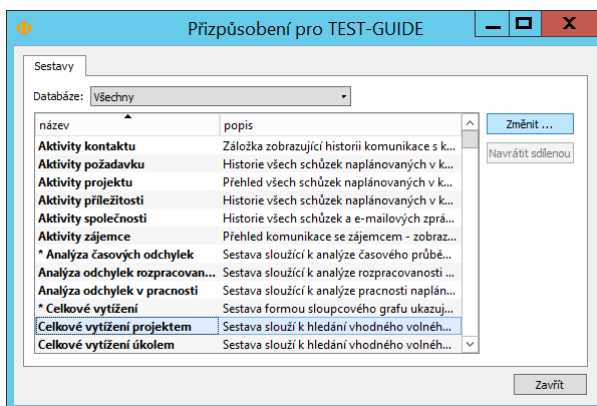 Přizpůsobení pro TEST-GUIDE
Sestavy
Databáze: Všechny
název popis
Aktivity kontaktu Záložka zobrazující historii komunikace s k...
Aktivity požadavku Historie všech schůzek naplánovaných v k...
Aktivity projektu Přehled všech schůzek naplánovaných v k...
Aktivity příležitosti Historie všech schůzek naplánovaných v k...
Aktivity společnosti Historie všech schůzek a e-mailových zprá...
Aktivity zájemce Přehled komunikace se zájemcem - zobraz...
* Analýza časových odchylek Sestava sloužící k analýze časového průbě...
Analýza odchylek rozpracovan... Sestava sloužící k analýze rozpracovanosti ...
Analýza odchylek v pracnosti Sestava sloužící k analýze pracnosti naplán...
* Celkové vytížení Sestava formou sloupcového grafu ukazuj...
Celkové vytížení projektem Sestava slouží k hledání vhodného volnéh...
Celkové vytížení úkolem Sestava slouží k hledání vhodného volnéh...
Změnit ...
Navrátit sdílenou
Zavřít